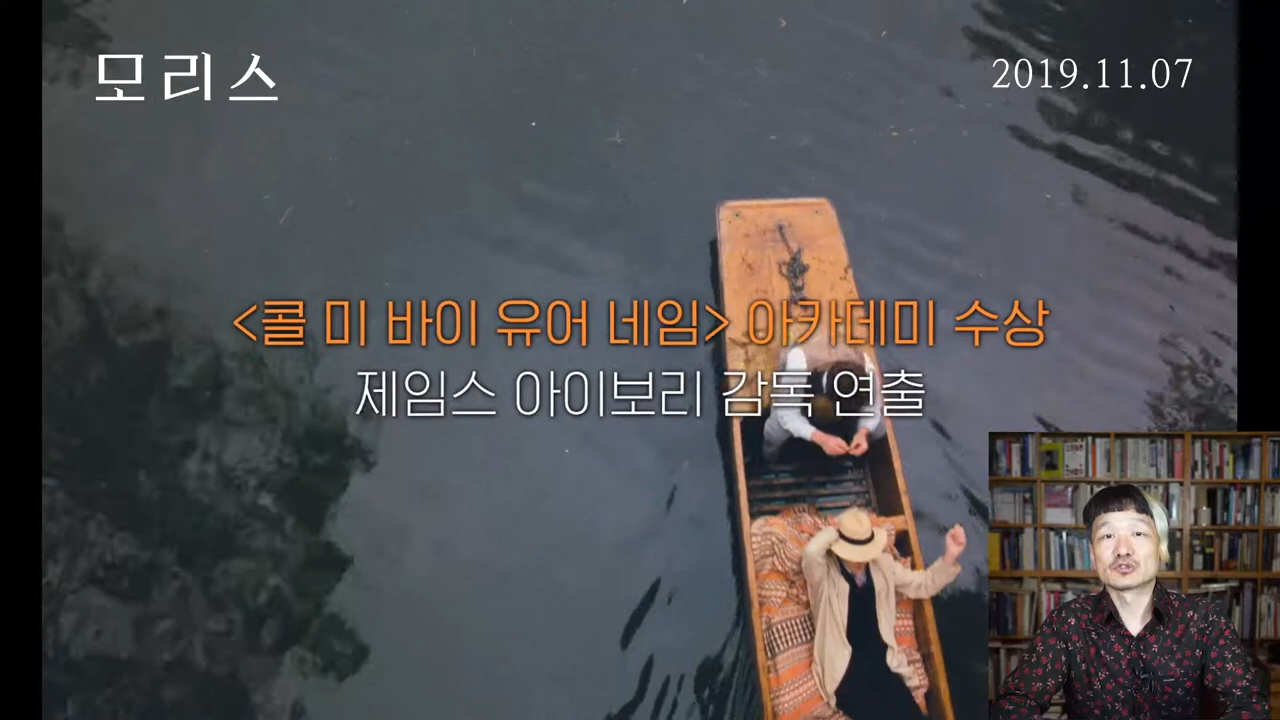 모리스
2019.11.07
<콜 미 바이 유어 네임> 아카데미 수상
제임스 아이보리 감독 연출